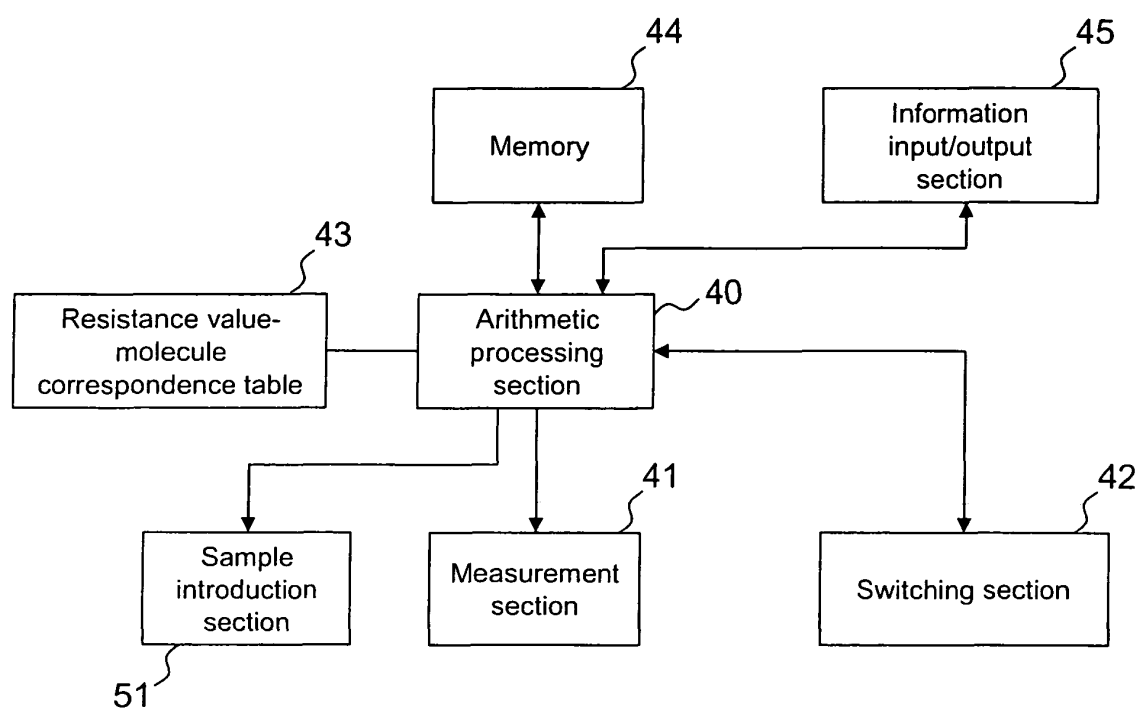 44
45
Memory
Information
input/output
section
43
40
Resistance value-
molecule
correspondence table
Arithmetic
processing
section
41
42
Sample
introduction
section
Measurement
section
Switching section
51